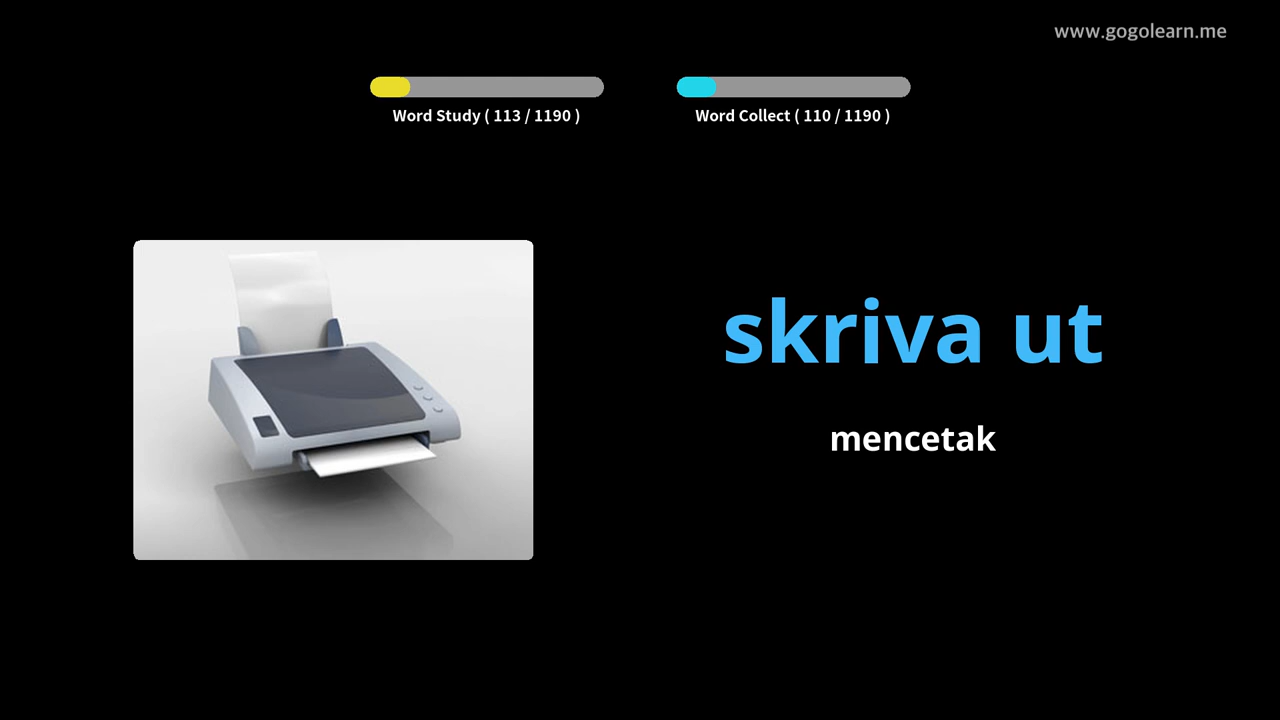 www.gogolearn.me
Word Study ( 113 / 1190 )
Word Collect ( 110 / 1190 )
skriva ut
mencetak